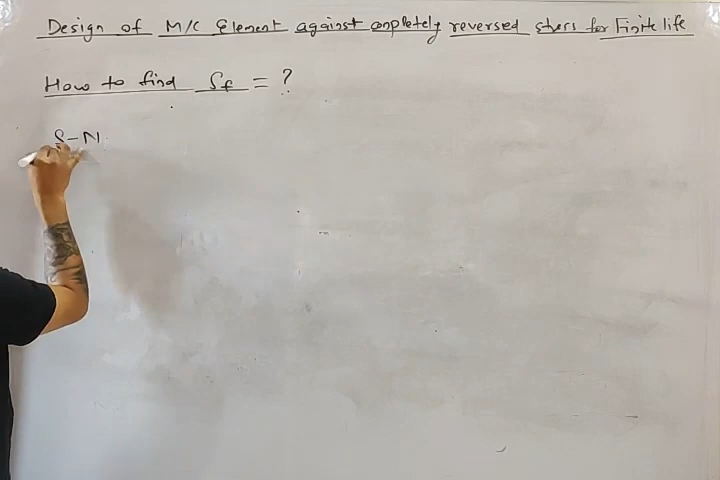 Design of M/C Element against completely reversed stress for Finite life
How to find Sf = ?
S-N